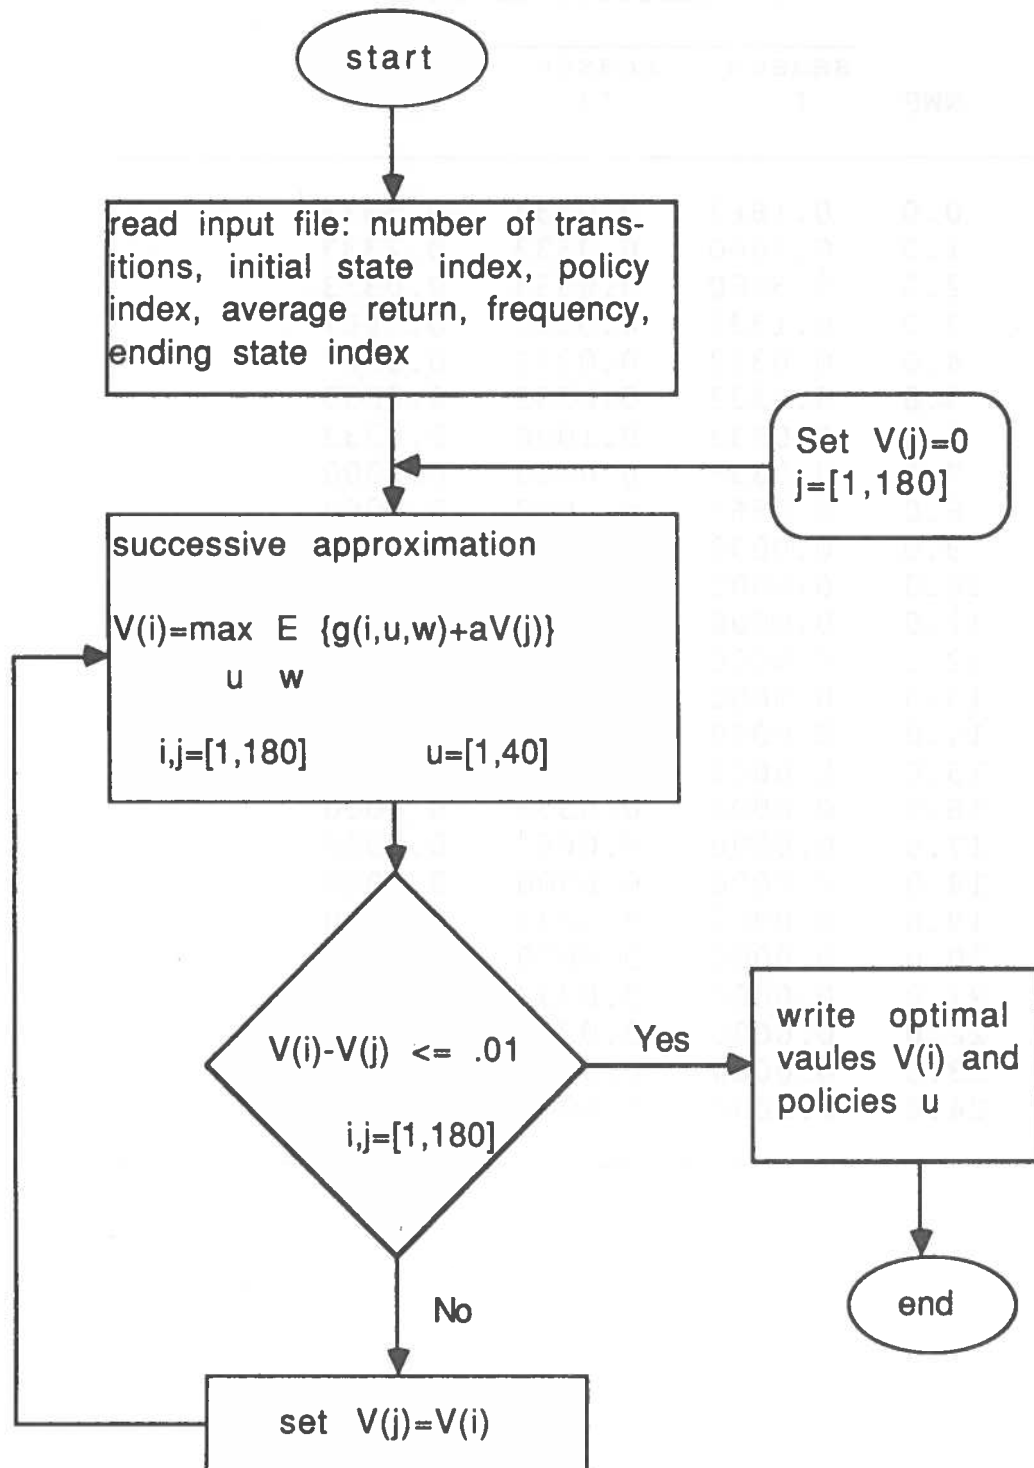 start
read input file: number of trans-
itions, initial state index, policy
index, average return, frequency,
ending state index
Set V(j)=0
j=[1,180]
successive approximation
V(i)=max E {g(i,u,w)+aV(j)}
u w
i,j=[1,180] u=[1,40]
V(i)-V(j) <= .01
i,j=[1,180]
Yes
write optimal
vaules V(i) and
policies u
No
end
set V(j)=V(i)